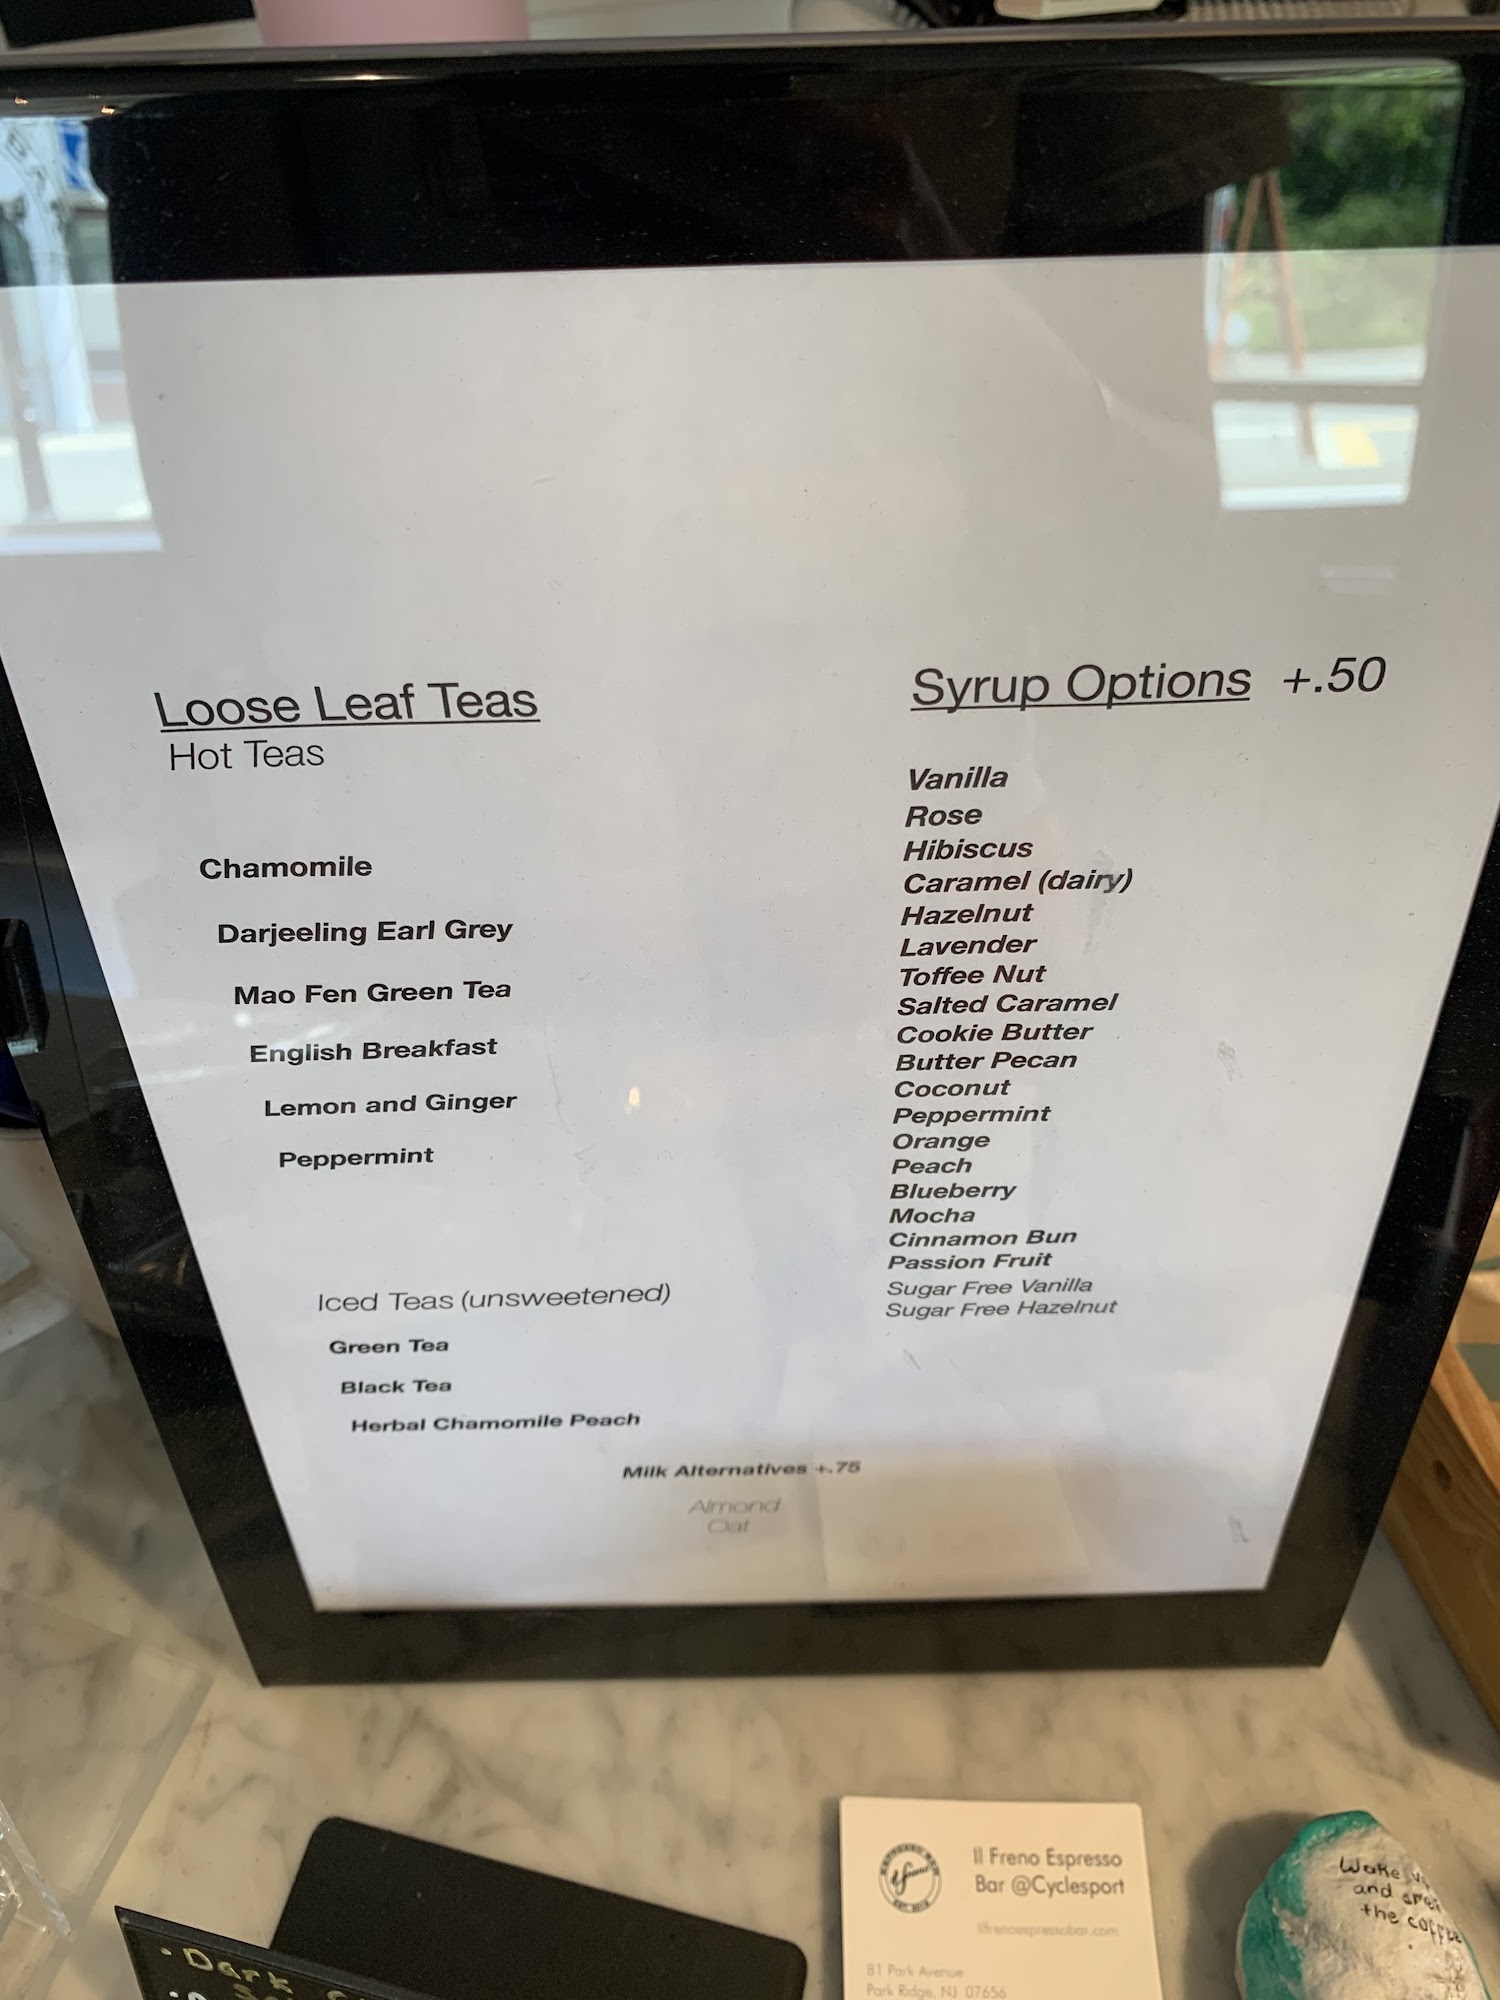 Loose Leaf Teas
Hot Teas
Chamomile
Darjeeling Earl Grey
Mao Fen Green Tea
English Breakfast
Lemon and Ginger
Peppermint
Iced Teas (unsweetened)
Green Tea
Black Tea
Herbal Chamomile Peach
Syrup Options +.50
Vanilla
Rose
Hibiscus
Caramel (dairy)
Hazelnut
Lavender
Toffee Nut
Salted Caramel
Cookie Butter
Butter Pecan
Coconut
Peppermint
Orange
Peach
Blueberry
Mocha
Cinnamon Bun
Passion Fruit
Sugar Free Vanilla
Sugar Free Hazelnut
Milk Alternatives +.75
Almond
Oat
Il Freno Espresso
Bar @Cyclesport
ilfrenoespressobar.com
81 Park Avenue
Park Ridge, NJ 07656
Wake
and
the coffee
Dark